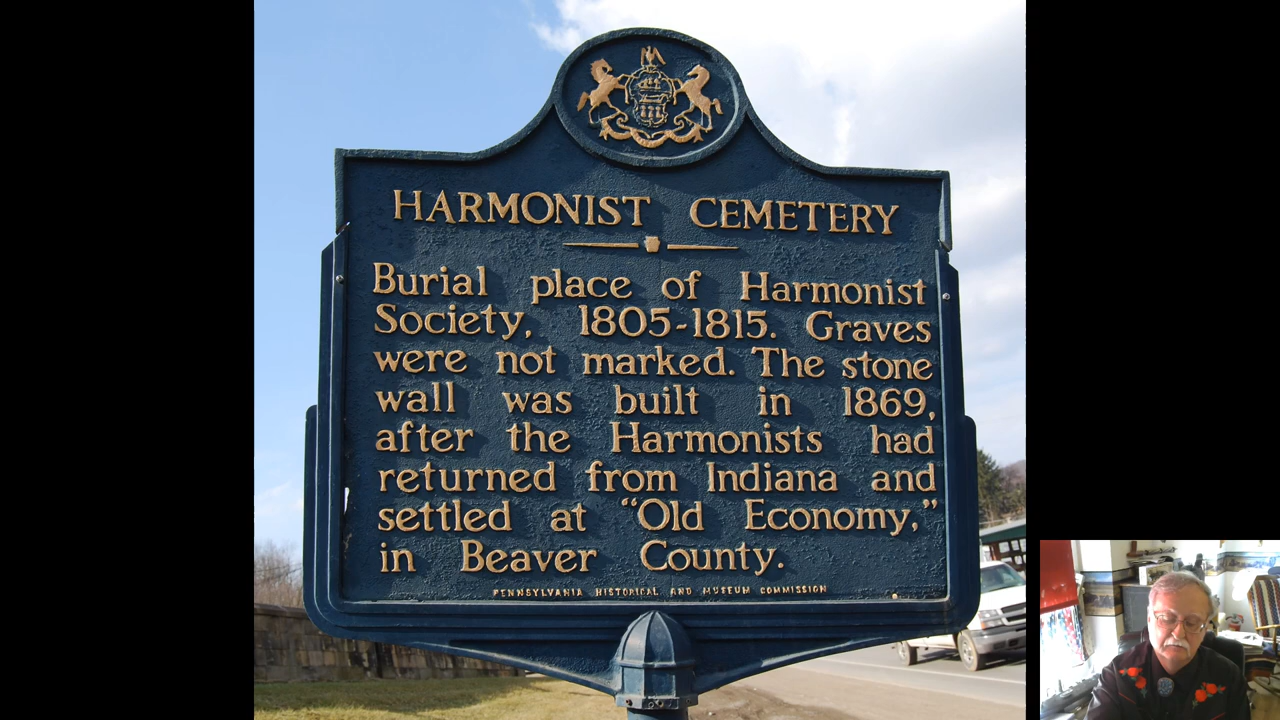 HARMONIST CEMETERY
Burial place of Harmonist
Society, 1805-1815. Graves
were not marked. The stone
wall was built in 1869,
after the Harmonists had
returned from Indiana and
settled at "Old Economy,"
in Beaver County.
PENNSYLVANIA HISTORICAL AND MUSEUM COMMISSION